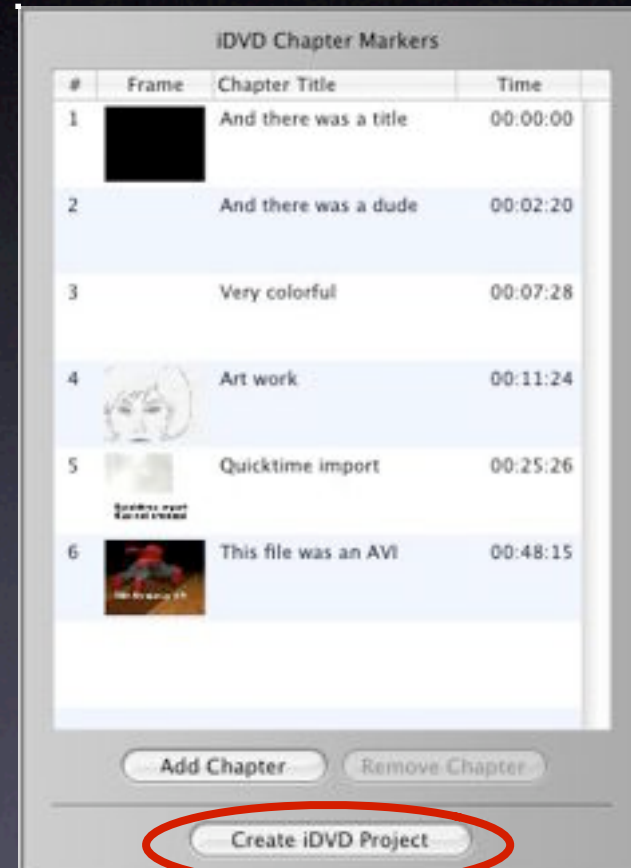 iDVD Chapter Markers
# Frame Chapter Title Time
1 And there was a title 00:00:00
2 And there was a dude 00:02:20
3 Very colorful 00:07:28
4 Art work 00:11:24
5 Quicktime import 00:25:26
6 This file was an AVI 00:48:15
Add Chapter Remove Chapter
Create iDVD Project